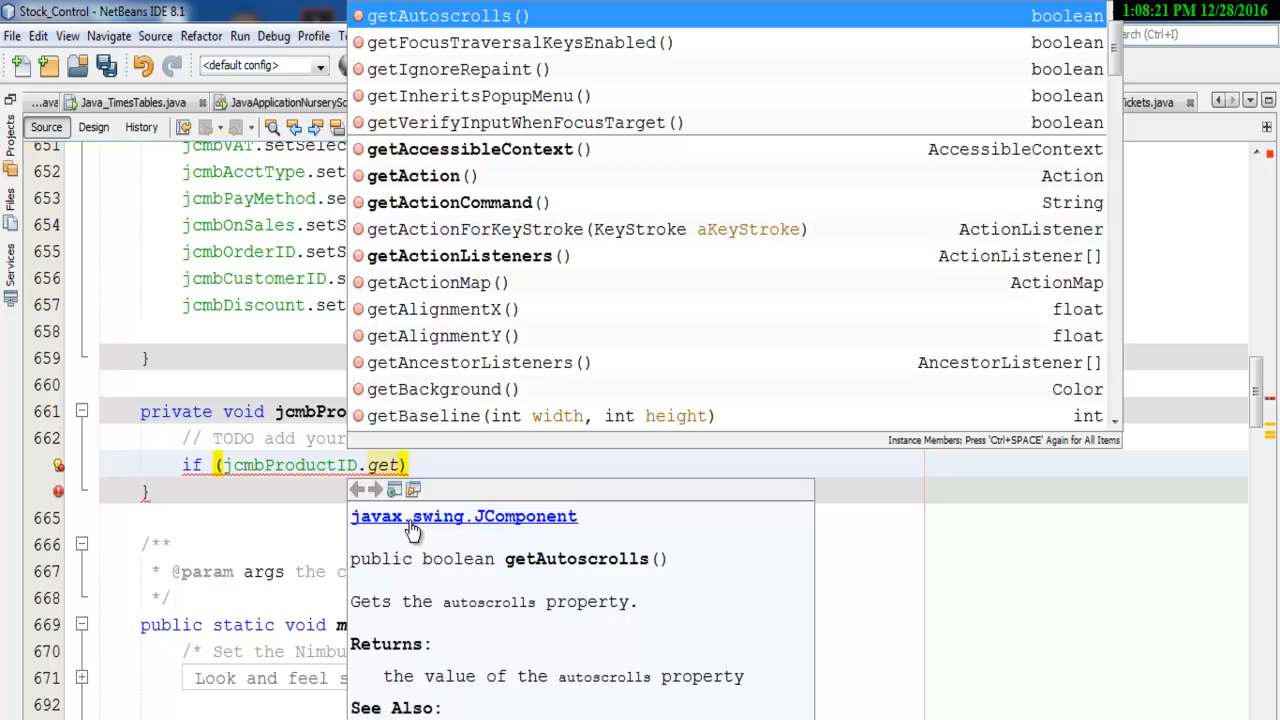 Stock_Control - NetBeans IDE 8.1
1:08:21 PM 12/28/2016
File Edit View Navigate Source Refactor Run Debug Profile
<default config>
arch (Ctrl+I)
...ava Java_TimesTables.java JavaApplicationNurserySc Tickets.java
Source Design History
Projects
Files
Services
getAutoscrolls() boolean
getFocusTraversalKeysEnabled() boolean
getIgnoreRepaint() boolean
getInheritsPopupMenu() boolean
getVerifyInputWhenFocusTarget() boolean
getAccessibleContext() AccessibleContext
getAction() Action
getActionCommand() String
getActionForKeyStroke(KeyStroke aKeyStroke) ActionListener
getActionListeners() ActionListener[]
getActionMap() ActionMap
getAlignmentX() float
getAlignmentY() float
getAncestorListeners() AncestorListener[]
getBackground() Color
getBaseline(int width, int height) int
Instance Members; Press 'Ctrl+SPACE' Again for All Items
651 jcmbVAT.setSelec
652 jcmbAcctType.set
653 jcmbPayMethod.se
654 jcmbOnSales.setS
655 jcmbOrderID.setS
656 jcmbCustomerID.s
657 jcmbDiscount.set
658
659 }
660
661 private void jcmbPro
662 // TODO add your
if (jcmbProductID.get)
}
665
666 /**
667 * @param args the c
668 */
669 public static void m
670 /* Set the Nimbu
671 Look and feel s
692
javax.swing.JComponent
public boolean getAutoscrolls()
Gets the autoscrolls property.
Returns:
the value of the autoscrolls property
See Also: